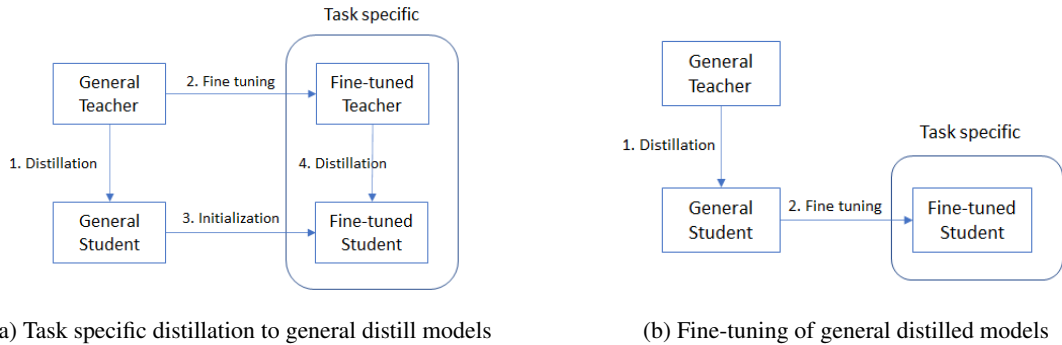 Task specific
General
Teacher
2. Fine tuning
Fine-tuned
Teacher
1. Distillation
4. Distillation
General
Student
3. Initialization
Fine-tuned
Student
a) Task specific distillation to general distill models
General
Teacher
1. Distillation
Task specific
General
Student
2. Fine tuning
Fine-tuned
Student
(b) Fine-tuning of general distilled models